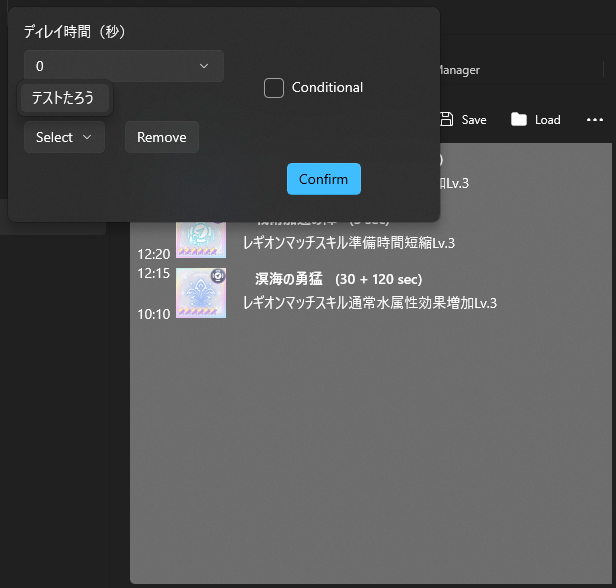 ディレイ時間（秒）
0
Conditional
テストたろう
Select
Remove
Confirm
Manager
Save
Load
加Lv.3
レギオンマッチスキル準備時間短縮Lv.3
12:20
12:15
溟海の勇猛 (30 + 120 sec)
レギオンマッチスキル通常水属性効果増加Lv.3
10:10